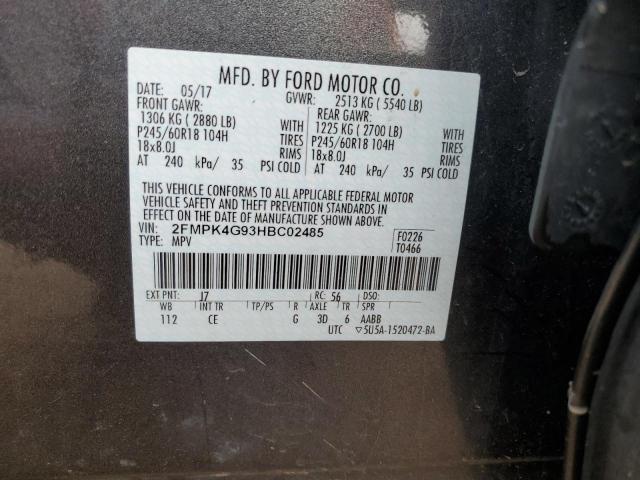 MFD. BY FORD MOTOR CO.
DATE: 05/17 GVWR: 2513 KG ( 5540 LB)
FRONT GAWR: REAR GAWR:
1306 KG ( 2880 LB) WITH 1225 KG ( 2700 LB) WITH
P245/60R18 104H TIRES P245/60R18 104H TIRES
18x8.0J RIMS 18x8.0J RIMS
AT 240 kPa/ 35 PSI COLD AT 240 kPa/ 35 PSI COLD
THIS VEHICLE CONFORMS TO ALL APPLICABLE FEDERAL MOTOR
VEHICLE SAFETY AND THEFT PREVENTION STANDARDS IN
EFFECT ON THE DATE OF MANUFACTURE SHOWN ABOVE.
VIN: 2FMPK4G93HBC02485 F0226
TYPE: MPV T0466
EXT PNT: J7 RC: 56 DSO:
WB INT TR TP/PS R AXLE TR SPR
112 CE G 3D 6 AABB
UTC ▽5U5A-1520472-BA